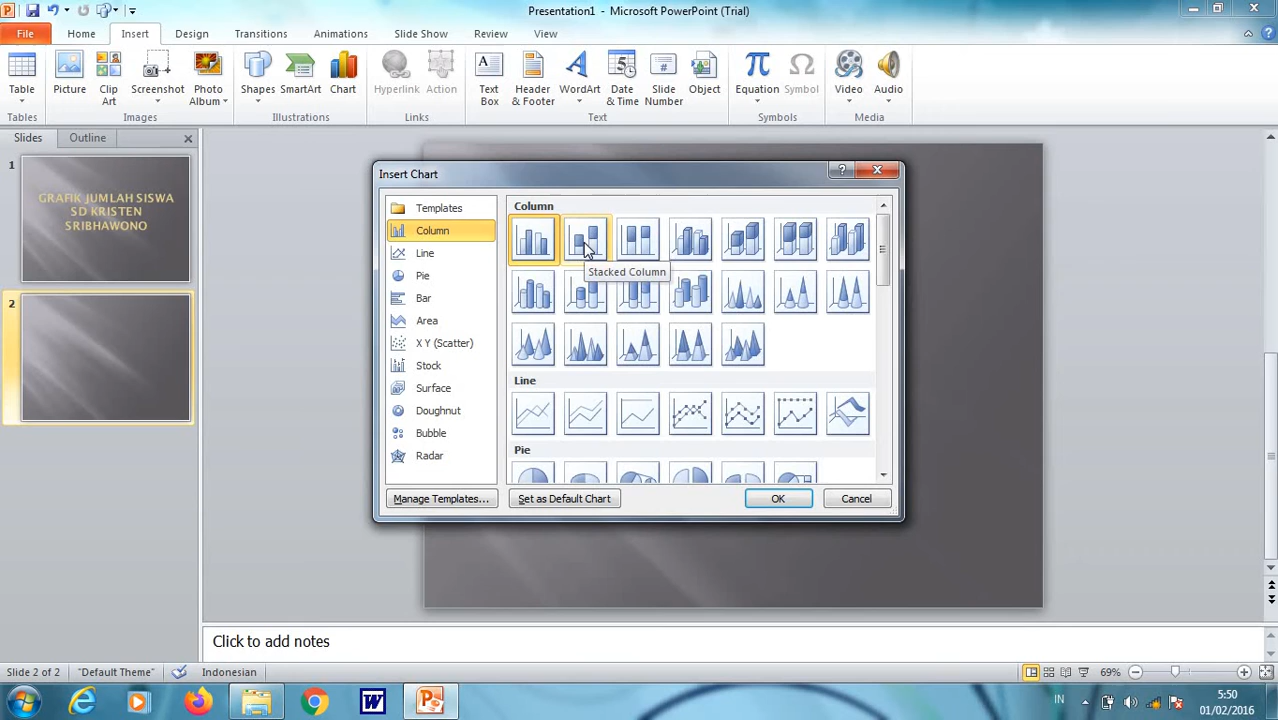 Presentation1 - Microsoft PowerPoint (Trial)
File Home Insert Design Transitions Animations Slide Show Review View
Table Picture Clip Art Screenshot Photo Album Shapes SmartArt Chart Hyperlink Action Text Box Header & Footer WordArt Date & Time Slide Number Object Equation Symbol Video Audio
Tables Images Illustrations Links Text Symbols Media
Slides Outline
1
GRAFIK JUMLAH SISWA
SD KRISTEN
SRIBHAWONO
2
Insert Chart
Templates
Column
Line
Pie
Bar
Area
X Y (Scatter)
Stock
Surface
Doughnut
Bubble
Radar
Column
Stacked Column
Line
Pie
Manage Templates... Set as Default Chart OK Cancel
Click to add notes
Slide 2 of 2 "Default Theme" Indonesian 69%
IN 5:50
01/02/2016